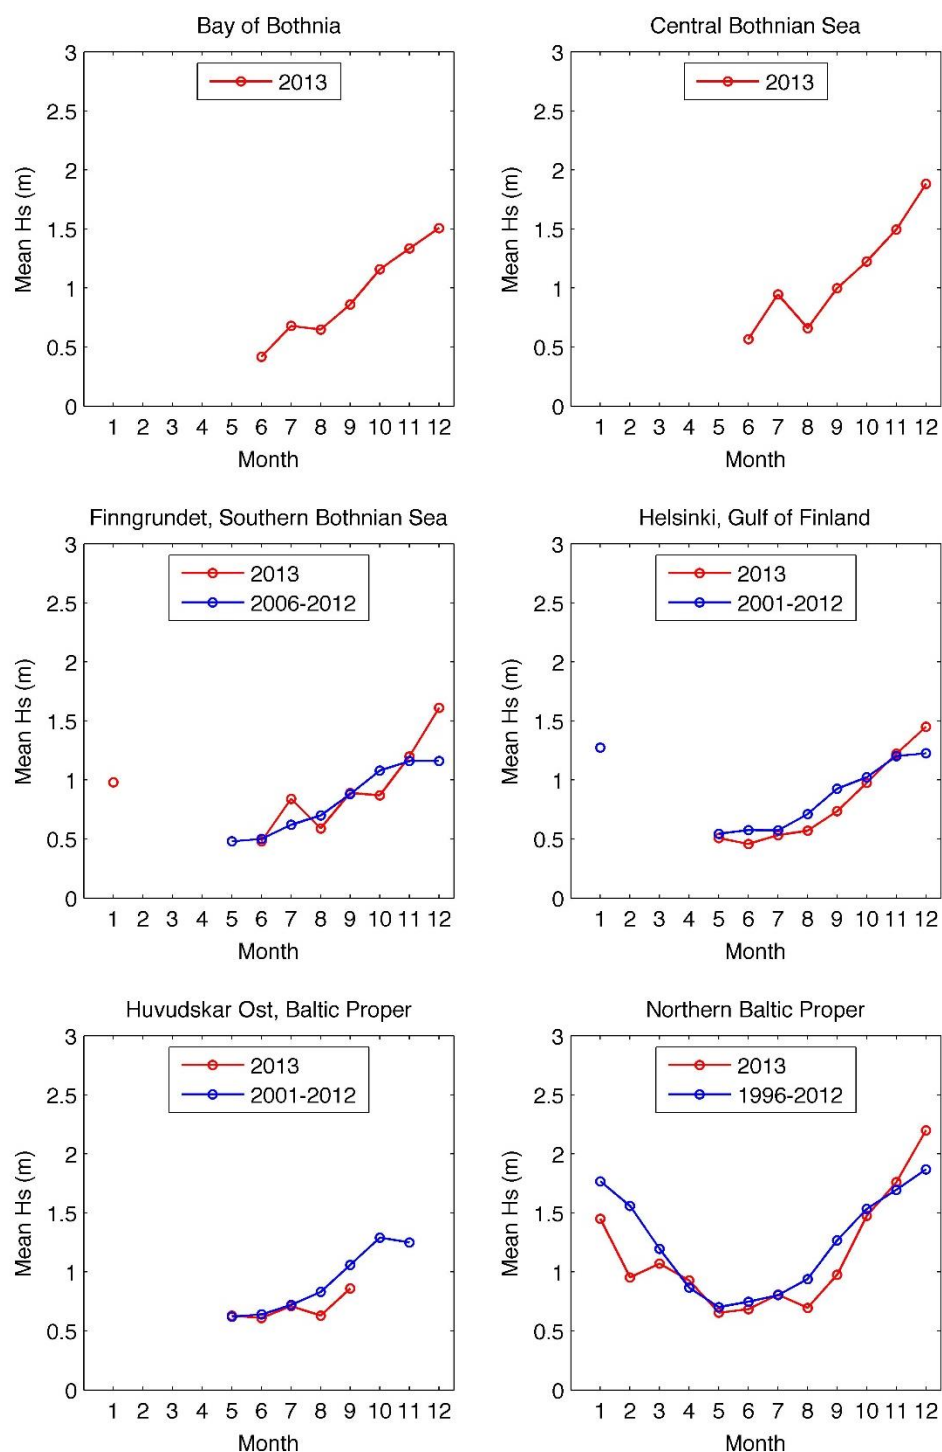 Bay of Bothnia
3
2.5
2
1.5
1
0.5
0
Mean Hs (m)
2013
1 2 3 4 5 6 7 8 9 10 11 12
Month
Central Bothnian Sea
3
2.5
2
1.5
1
0.5
0
Mean Hs (m)
2013
1 2 3 4 5 6 7 8 9 10 11 12
Month
Finngrundet, Southern Bothnian Sea
3
2.5
2
1.5
1
0.5
0
Mean Hs (m)
2013
2006-2012
1 2 3 4 5 6 7 8 9 10 11 12
Month
Helsinki, Gulf of Finland
3
2.5
2
1.5
1
0.5
0
Mean Hs (m)
2013
2001-2012
1 2 3 4 5 6 7 8 9 10 11 12
Month
Huvudskar Ost, Baltic Proper
3
2.5
2
1.5
1
0.5
0
Mean Hs (m)
2013
2001-2012
1 2 3 4 5 6 7 8 9 10 11 12
Month
Northern Baltic Proper
3
2.5
2
1.5
1
0.5
0
Mean Hs (m)
2013
1996-2012
1 2 3 4 5 6 7 8 9 10 11 12
Month